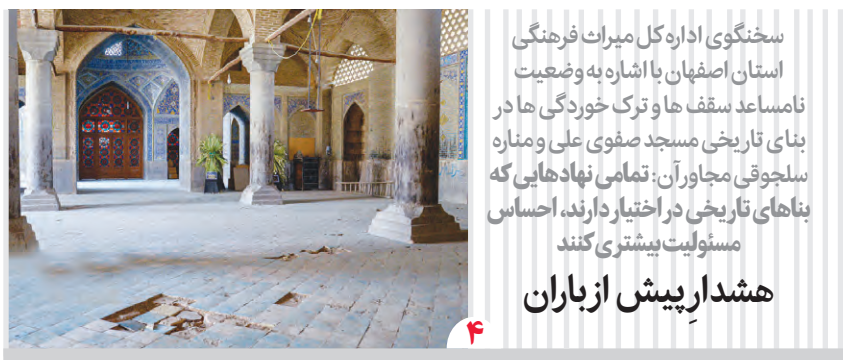 سخنگوی اداره کل میراث فرهنگی
استان اصفهان با اشاره به وضعیت
نامساعد سقف ها و ترک خوردگی ها در
بنای تاریخی مسجد صفوی علی و مناره
سلجوقی مجاور آن: تمامی نهادهایی که
بناهای تاریخی در اختیار دارند، احساس
مسئولیت بیشتری کنند
هشدارِ پیش از باران
۴